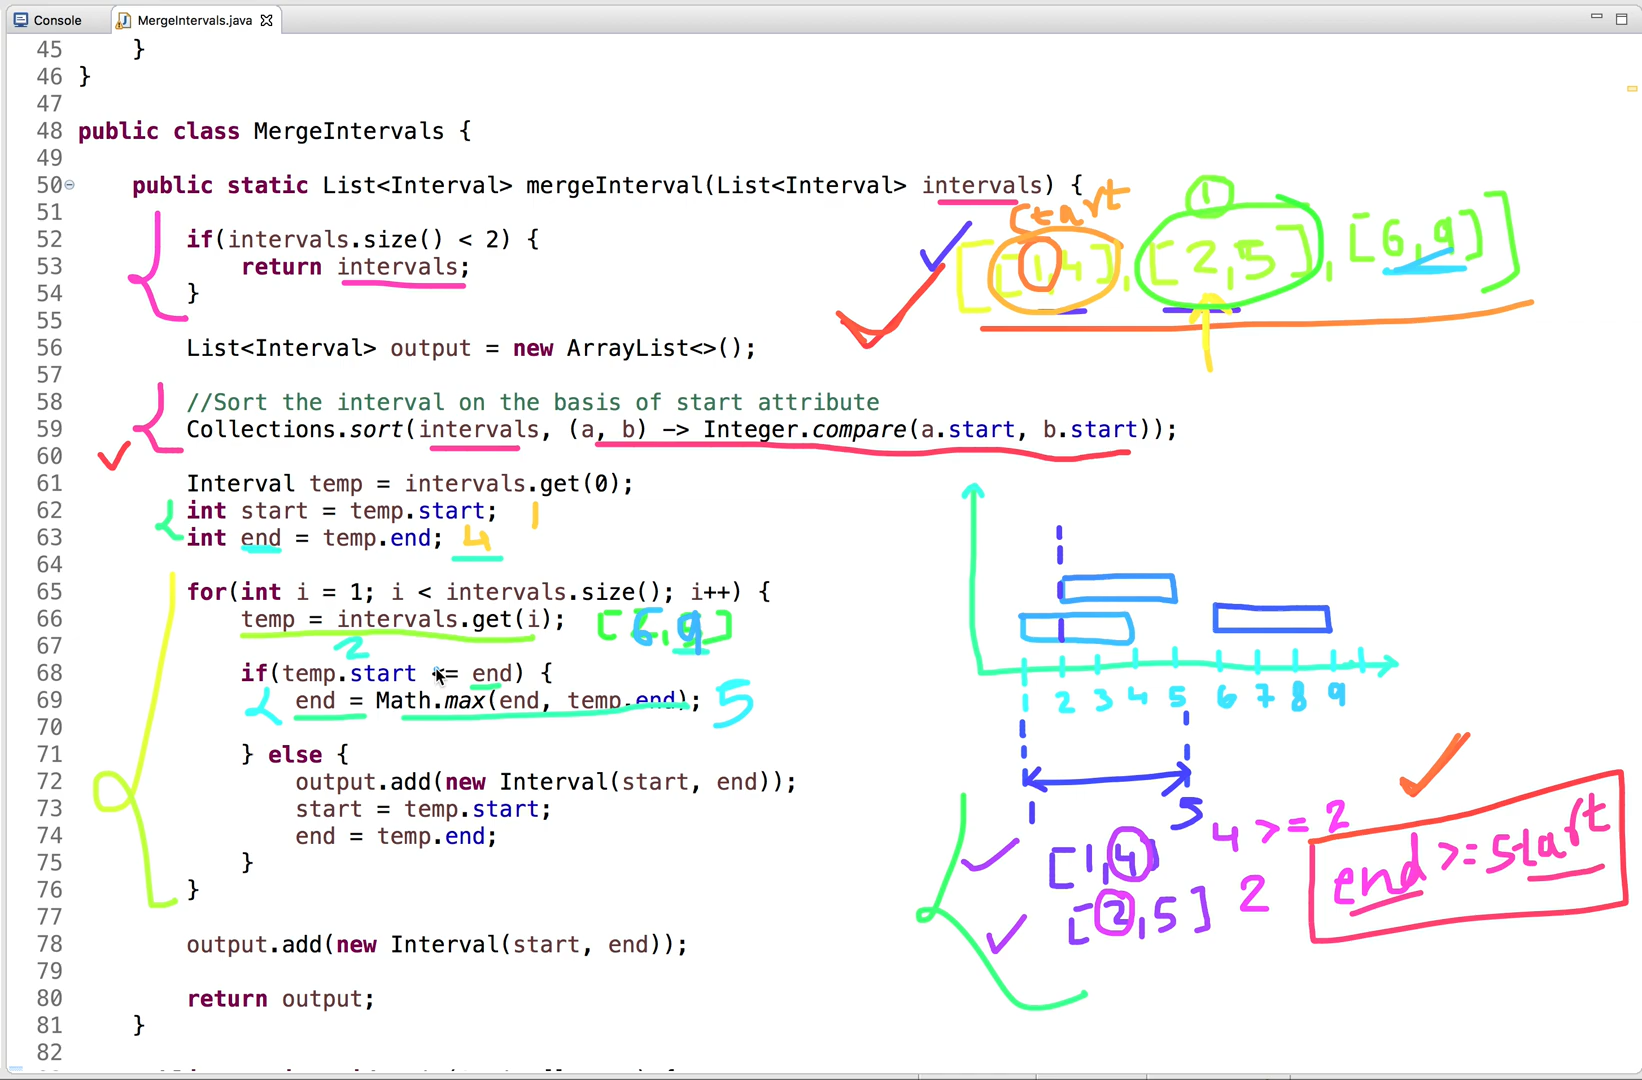 Console MergeIntervals.java
45 }
46 }
47
48 public class MergeIntervals {
49
50 public static List<Interval> mergeInterval(List<Interval> intervals) {
51
52 if(intervals.size() < 2) {
53 return intervals;
54 }
55
56 List<Interval> output = new ArrayList<>();
57
58 //Sort the interval on the basis of start attribute
59 Collections.sort(intervals, (a, b) -> Integer.compare(a.start, b.start));
60
61 Interval temp = intervals.get(0);
62 int start = temp.start; 1
63 int end = temp.end; 4
64
65 for(int i = 1; i < intervals.size(); i++) {
66 temp = intervals.get(i); [6,9]
67 2
68 if(temp.start <= end) {
69 end = Math.max(end, temp.end); 5
70
71 } else {
72 output.add(new Interval(start, end));
73 start = temp.start;
74 end = temp.end;
75 }
76 }
77
78 output.add(new Interval(start, end));
79
80 return output;
81 }
82
1
start
[[1,4],[2,5],[6,9]]
1 2 3 4 5 6 7 8 9
1 5
[1,4] 4 >= 2
[2,5] 2
end >= start